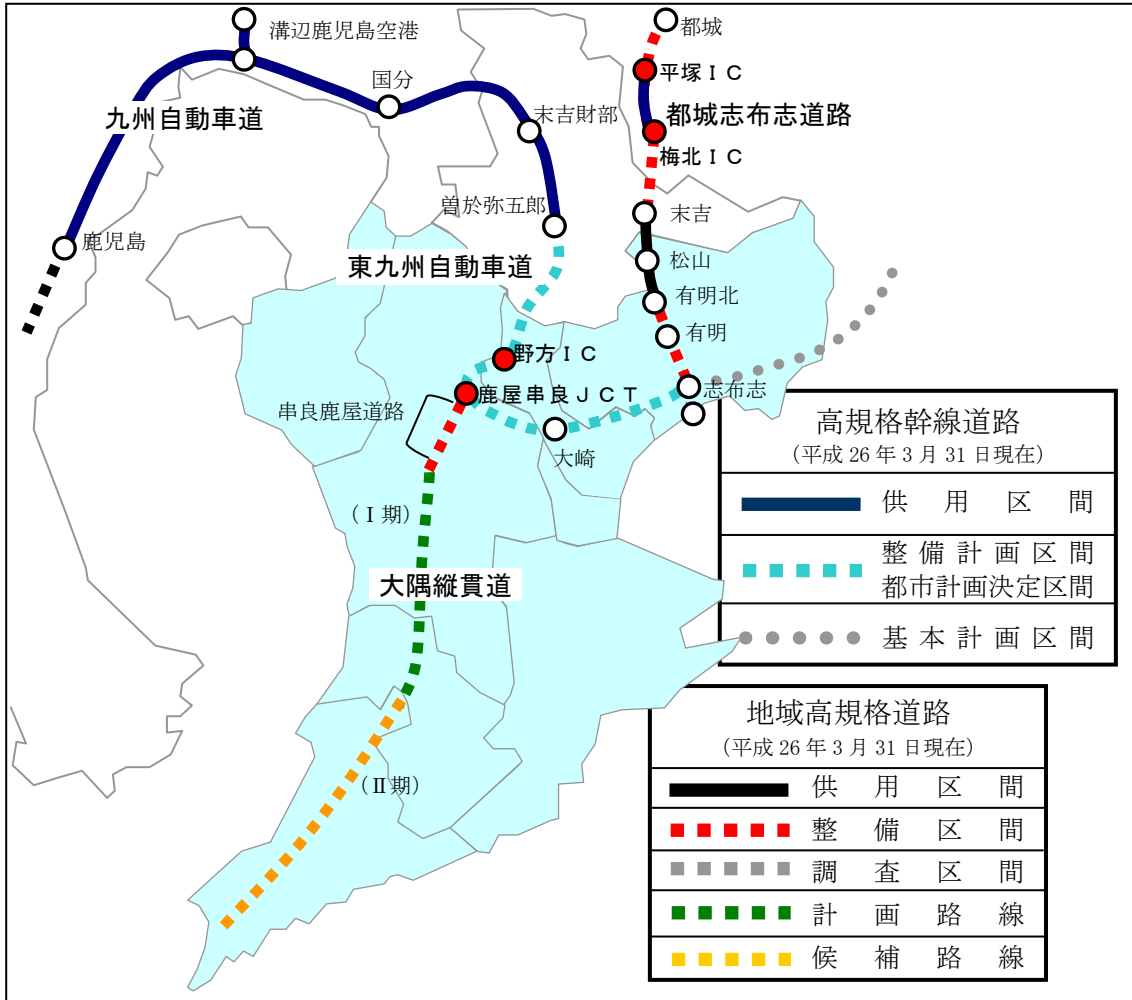 溝辺鹿児島空港
都城
国分
平塚ＩＣ
九州自動車道
末吉財部
都城志布志道路
梅北ＩＣ
曽於弥五郎
末吉
鹿児島
東九州自動車道
松山
有明北
有明
野方ＩＣ
鹿屋串良ＪＣＴ
志布志
串良鹿屋道路
大崎
（Ⅰ期）
大隅縦貫道
（Ⅱ期）
高規格幹線道路
（平成26年3月31日現在）
供用区間
整備計画区間
都市計画決定区間
基本計画区間
地域高規格道路
（平成26年3月31日現在）
供用区間
整備区間
調査区間
計画路線
候補路線